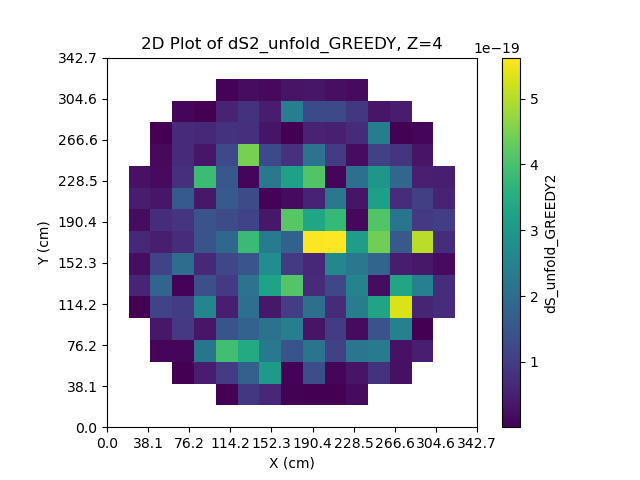 2D Plot of dS2_unfold_GREEDY, Z=4
1e−19
342.7
304.6
266.6
228.5
190.4
152.3
114.2
76.2
38.1
0.0
Y (cm)
0.0 38.1 76.2 114.2 152.3 190.4 228.5 266.6 304.6 342.7
X (cm)
5
4
3
2
1
dS_unfold_GREEDY2